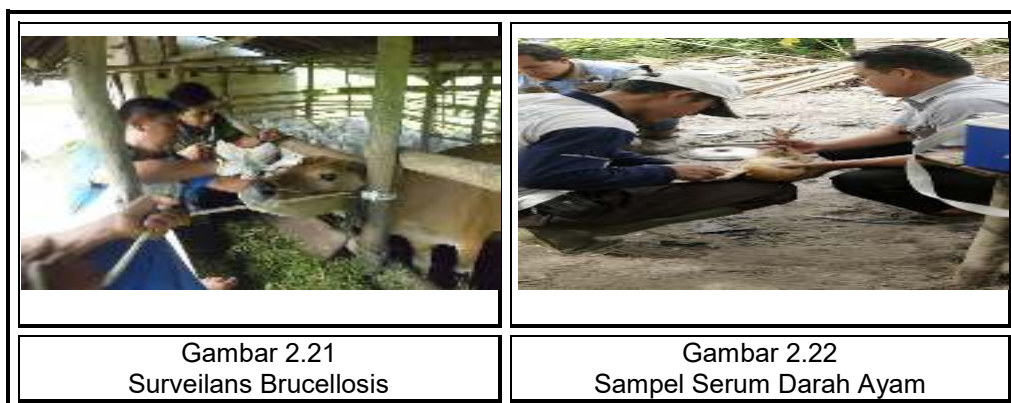 Gambar 2.21
Surveilans Brucellosis
Gambar 2.22
Sampel Serum Darah Ayam